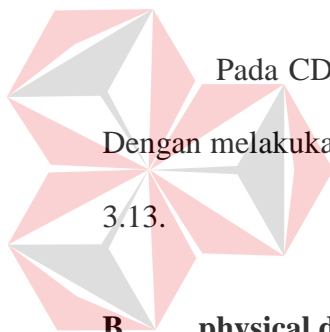 Pada CD
Dengan melakuka
3.13.
B. physical d